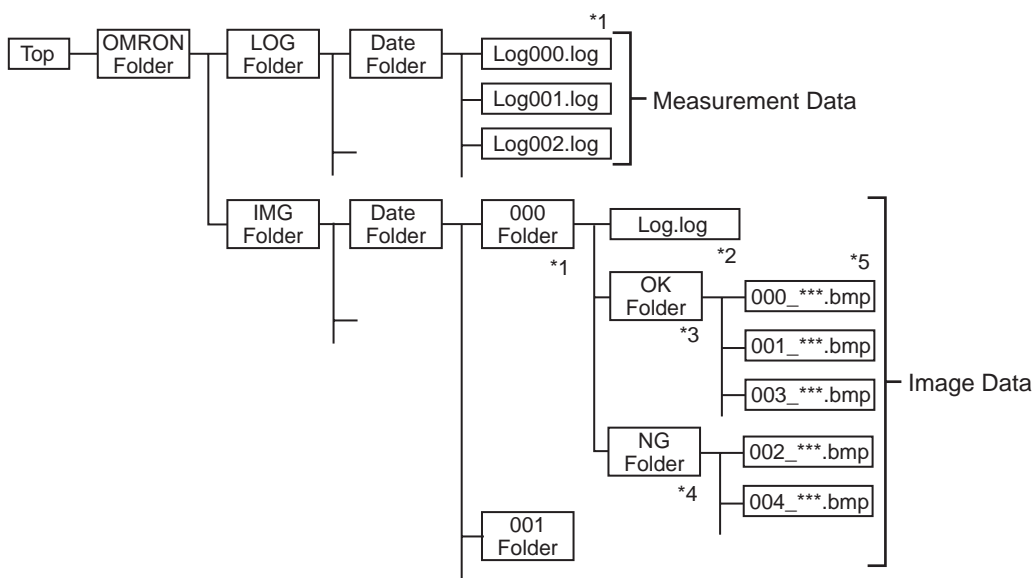 *1
Top
OMRON
Folder
LOG
Folder
Date
Folder
Log000.log
Log001.log
Log002.log
Measurement Data
IMG
Folder
Date
Folder
000
Folder
*1
Log.log
*2
OK
Folder
*3
*5
000_***.bmp
001_***.bmp
003_***.bmp
Image Data
NG
Folder
*4
002_***.bmp
004_***.bmp
001
Folder